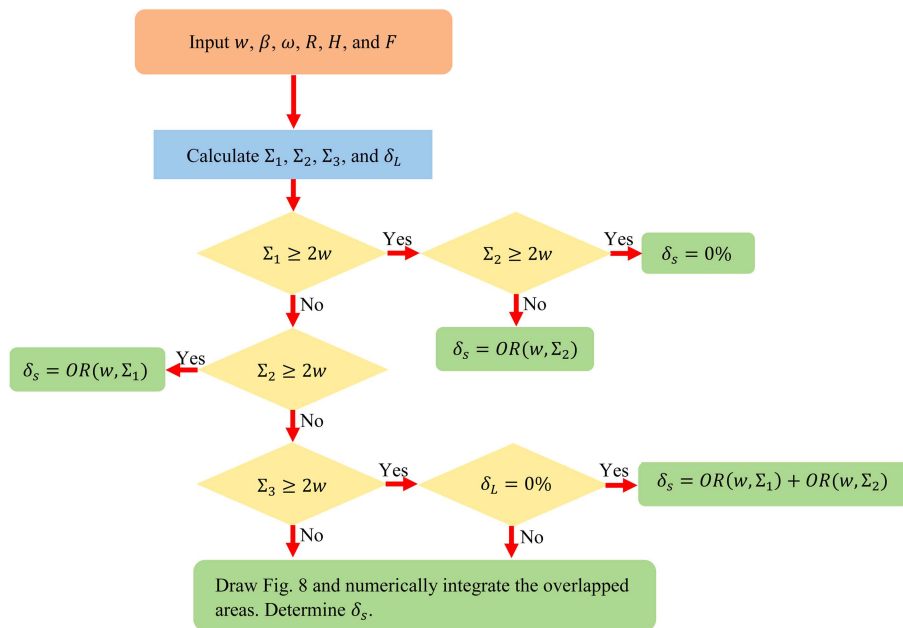 Input w, β, ω, R, H, and F
Calculate Σ₁, Σ₂, Σ₃, and δ_L
Σ₁ ≥ 2w
Yes
Σ₂ ≥ 2w
Yes
δₛ = 0%
No
No
δₛ = OR(w, Σ₂)
δₛ = OR(w, Σ₁)
Yes
Σ₂ ≥ 2w
No
Σ₃ ≥ 2w
Yes
δ_L = 0%
Yes
δₛ = OR(w, Σ₁) + OR(w, Σ₂)
No
No
Draw Fig. 8 and numerically integrate the overlapped
areas. Determine δₛ.